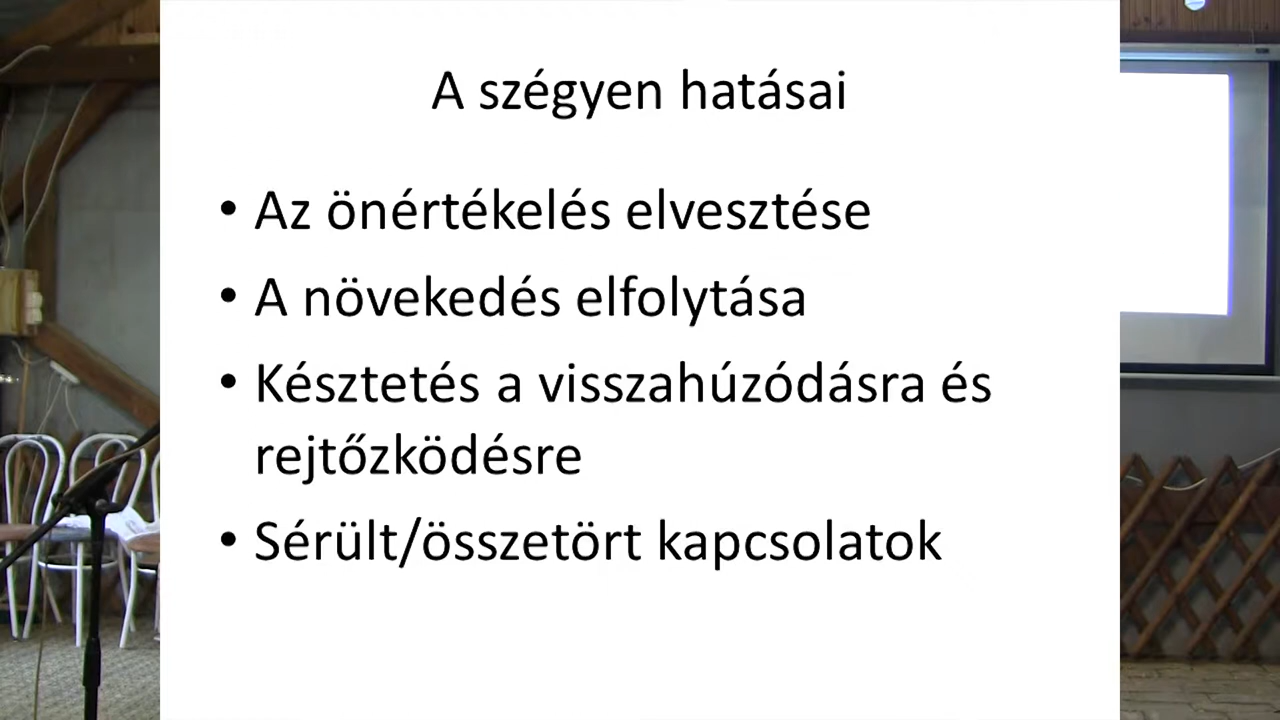 A szégyen hatásai
• Az önértékelés elvesztése
• A növekedés elfolytása
• Késztetés a visszahúzódásra és
rejtőzködésre
• Sérült/összetört kapcsolatok